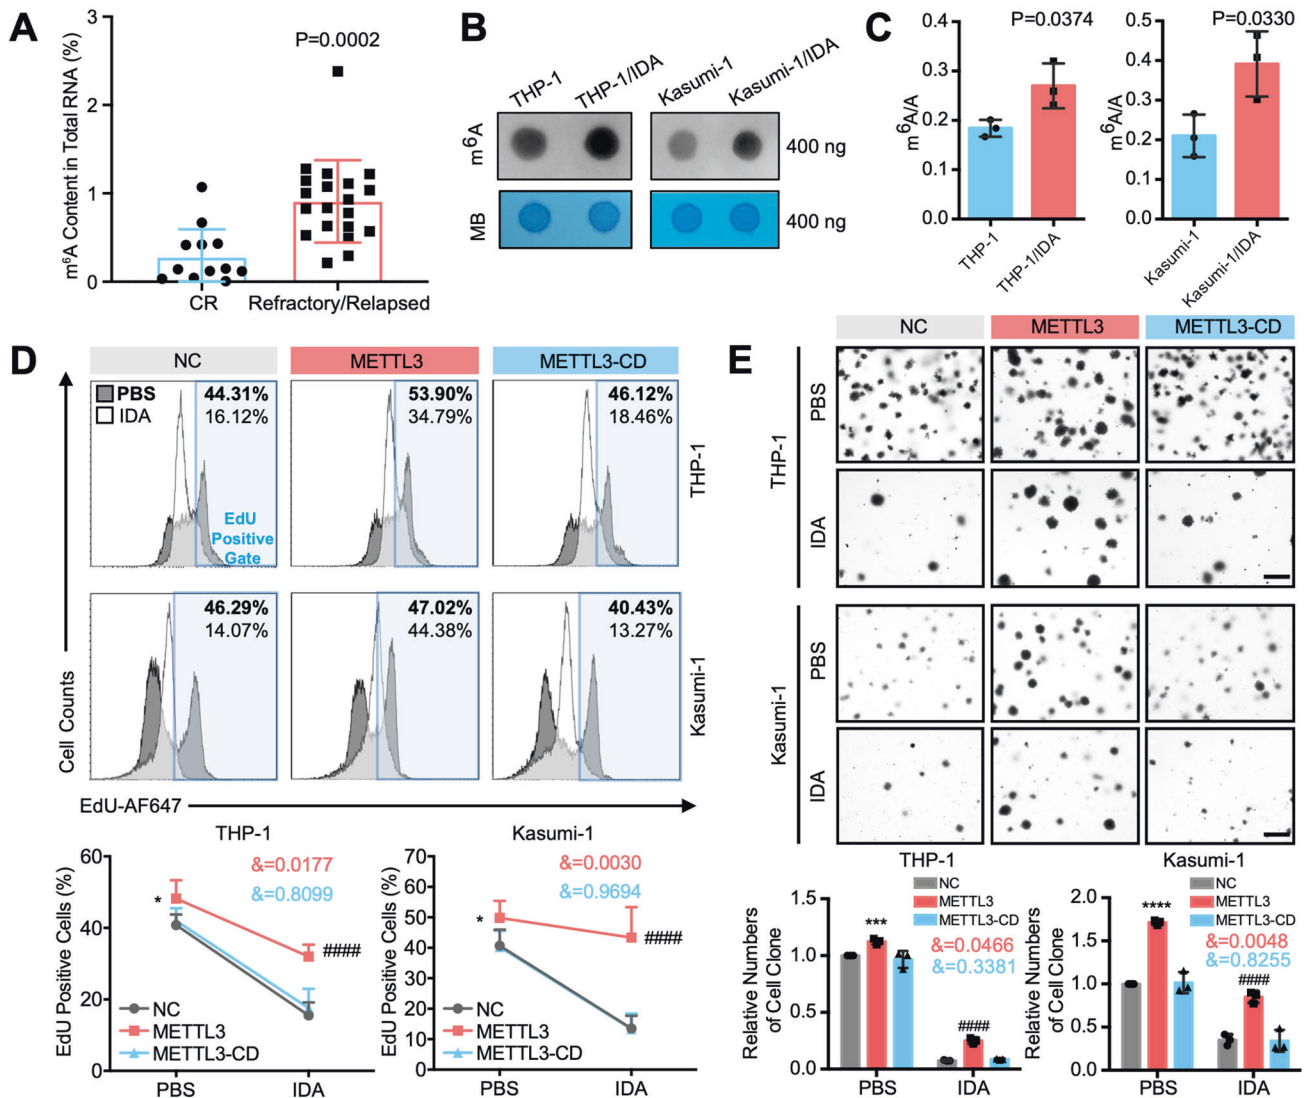 A
m⁶A Content in Total RNA (%)
3
2
1
0
P=0.0002
CR
Refractory/Relapsed
B
THP-1
THP-1/IDA
Kasumi-1
Kasumi-1/IDA
m⁶A
400 ng
MB
400 ng
C
P=0.0374
m⁶A/A
0.4
0.3
0.2
0.1
0.0
THP-1
THP-1/IDA
P=0.0330
m⁶A/A
0.5
0.4
0.3
0.2
0.1
0.0
Kasumi-1
Kasumi-1/IDA
D
NC
METTL3
METTL3-CD
PBS
IDA
44.31%
16.12%
EdU
Positive
Gate
53.90%
34.79%
46.12%
18.46%
THP-1
46.29%
14.07%
47.02%
44.38%
40.43%
13.27%
Kasumi-1
Cell Counts
EdU-AF647
THP-1
EdU Positive Cells (%)
60
40
20
0
&=0.0177
&=0.8099
*
####
NC
METTL3
METTL3-CD
PBS
IDA
Kasumi-1
EdU Positive Cells (%)
70
60
50
40
30
20
10
0
&=0.0030
&=0.9694
*
####
NC
METTL3
METTL3-CD
PBS
IDA
E
NC
METTL3
METTL3-CD
THP-1
PBS
IDA
Kasumi-1
PBS
IDA
THP-1
Relative Numbers
of Cell Clone
1.5
1.0
0.5
0.0
NC
METTL3
METTL3-CD
&=0.0466
&=0.3381
***
####
PBS
IDA
Kasumi-1
Relative Numbers
of Cell Clone
2.0
1.5
1.0
0.5
0.0
NC
METTL3
METTL3-CD
&=0.0048
&=0.8255
****
####
PBS
IDA